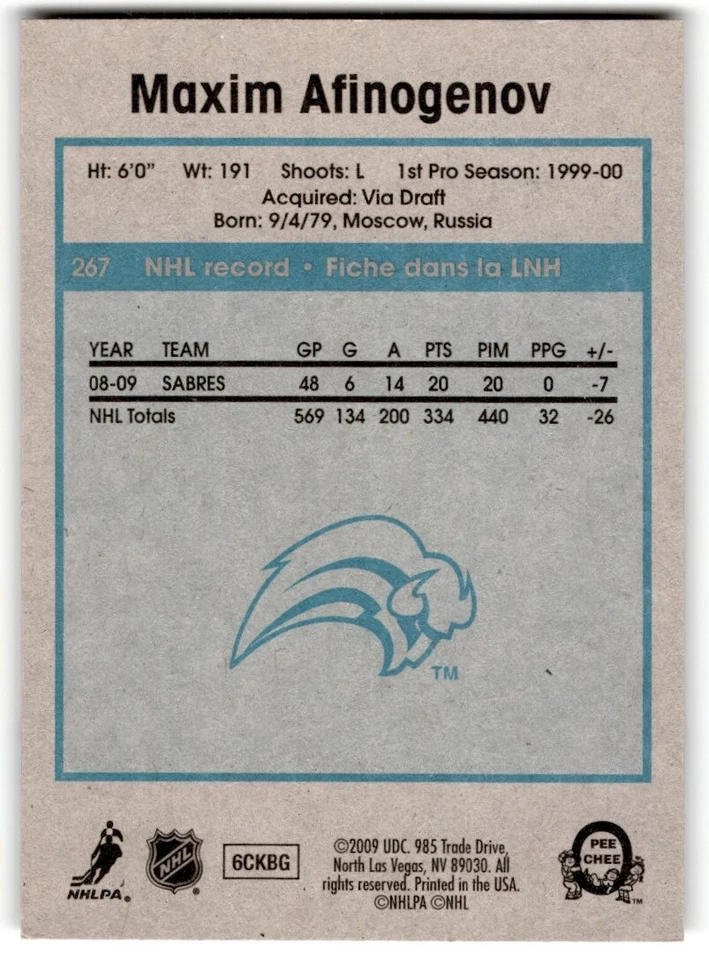 Maxim Afinogenov
Ht: 6'0" Wt: 191 Shoots: L 1st Pro Season: 1999-00
Acquired: Via Draft
Born: 9/4/79, Moscow, Russia
267 NHL record • Fiche dans la LNH
YEAR TEAM GP G A PTS PIM PPG +/-
08-09 SABRES 48 6 14 20 20 0 -7
NHL Totals 569 134 200 334 440 32 -26
TM
NHLPA®
NHL®
6CKBG
©2009 UDC. 985 Trade Drive,
North Las Vegas, NV 89030. All
rights reserved. Printed in the USA.
©NHLPA ©NHL
O
PEE
CHEE
TM